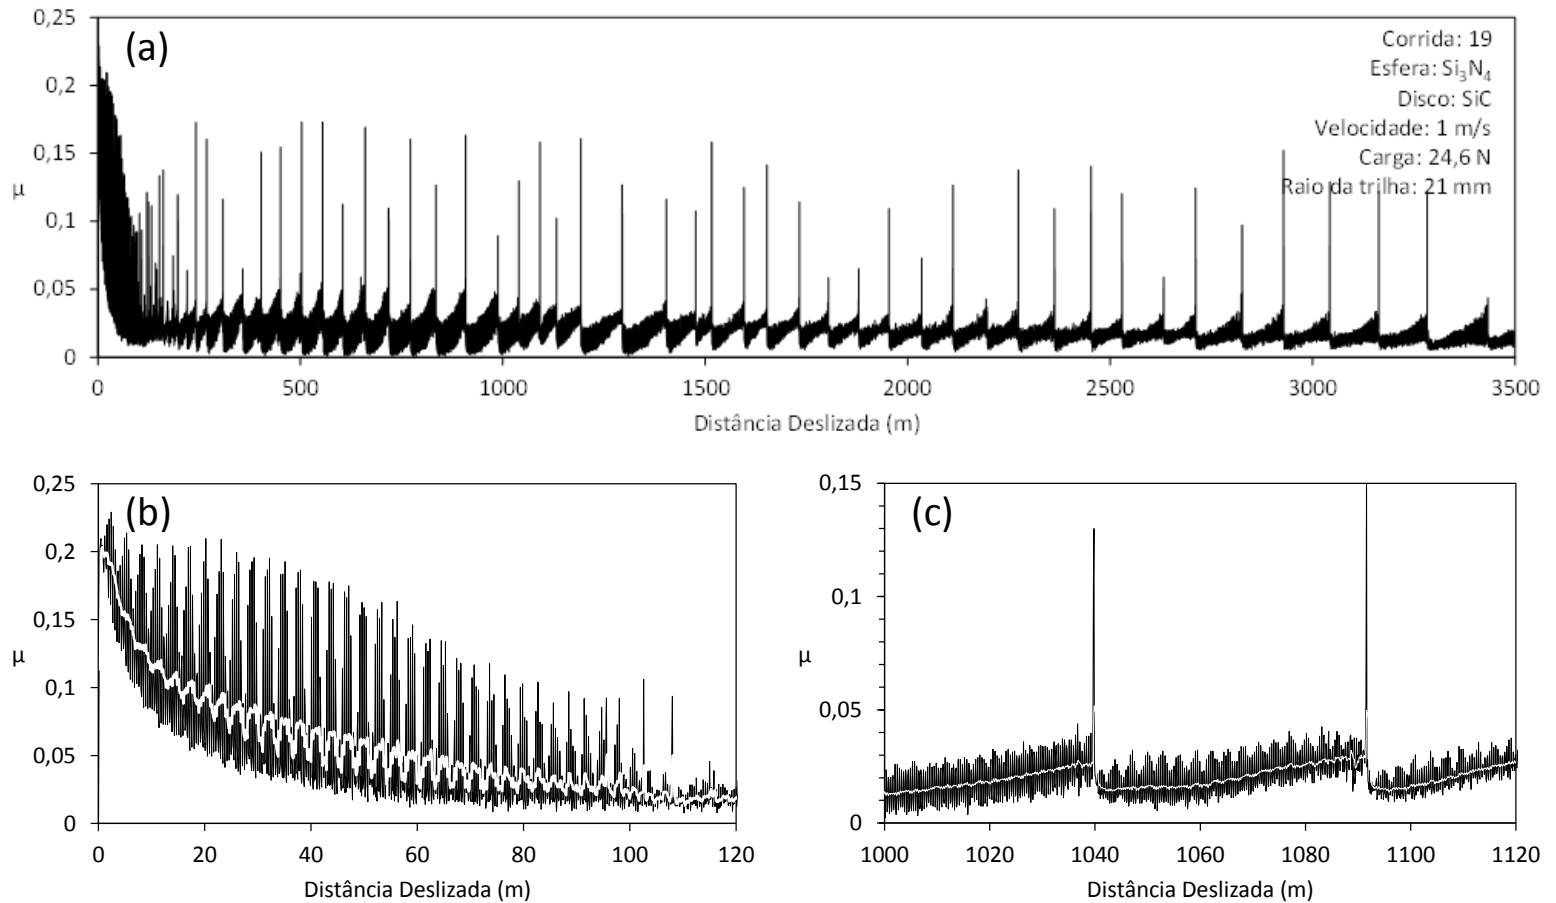 (a)
Corrida: 19
Esfera: Si₃N₄
Disco: SiC
Velocidade: 1 m/s
Carga: 24,6 N
Raio da trilha: 21 mm
0,25
0,2
0,15
0,1
0,05
0
μ
0 500 1000 1500 2000 2500 3000 3500
Distância Deslizada (m)
(b)
0,25
0,2
0,15
0,1
0,05
0
μ
0 20 40 60 80 100 120
Distância Deslizada (m)
(c)
0,15
0,1
0,05
0
μ
1000 1020 1040 1060 1080 1100 1120
Distância Deslizada (m)